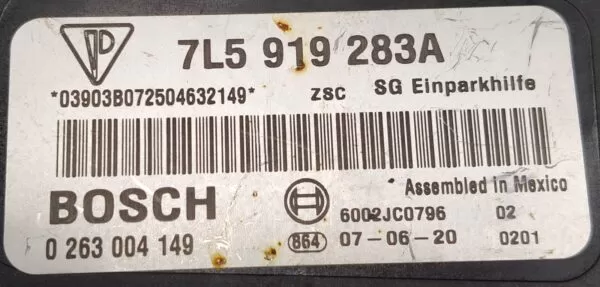 7L5 919 283A
*03903B072504632149* ZSC SG Einparkhilfe
Assembled in Mexico
BOSCH
6002JC0796 02
0 263 004 149 864 07-06-20 0201